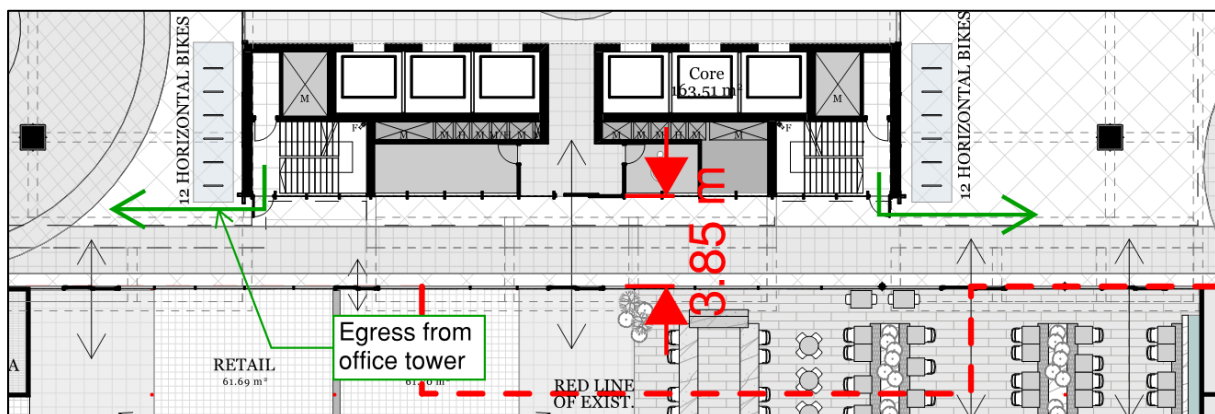 12 HORIZONTAL BIKES
12 HORIZONTAL BIKES
Core
163.51 m²
M
M
F
M
M
H
M
M
M
M
M
M
H
M
M
F
3.85 m
Egress from
office tower
RETAIL
61.69 m²
RED LINE
OF EXIST.
A